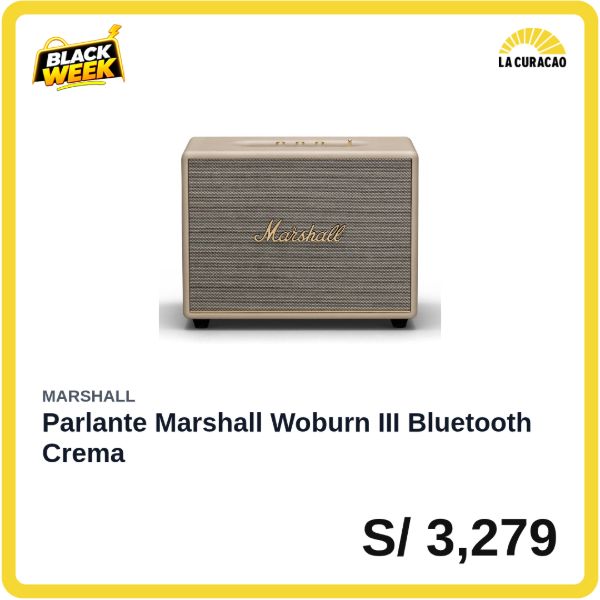 BLACK
WEEK
LA CURACAO
Marshall
MARSHALL
Parlante Marshall Woburn III Bluetooth
Crema
S/ 3,279